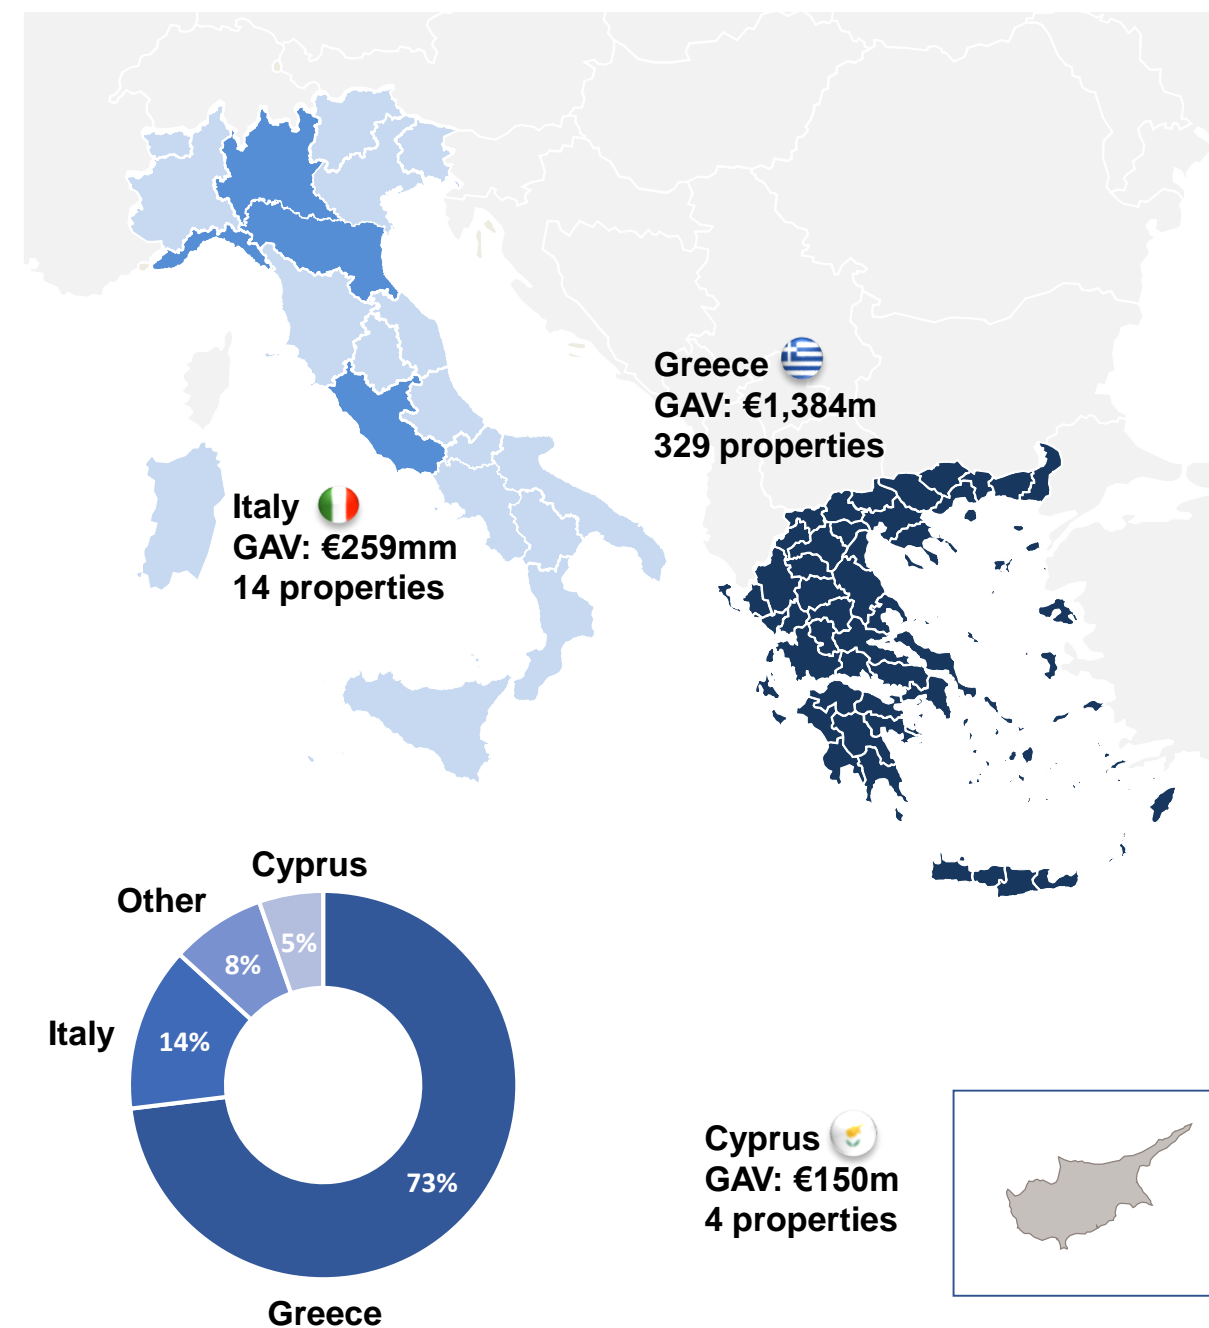 Greece
GAV: €1,384m
329 properties
Italy
GAV: €259mm
14 properties
Cyprus
Other
5%
8%
Italy
14%
73%
Greece
Cyprus
GAV: €150m
4 properties